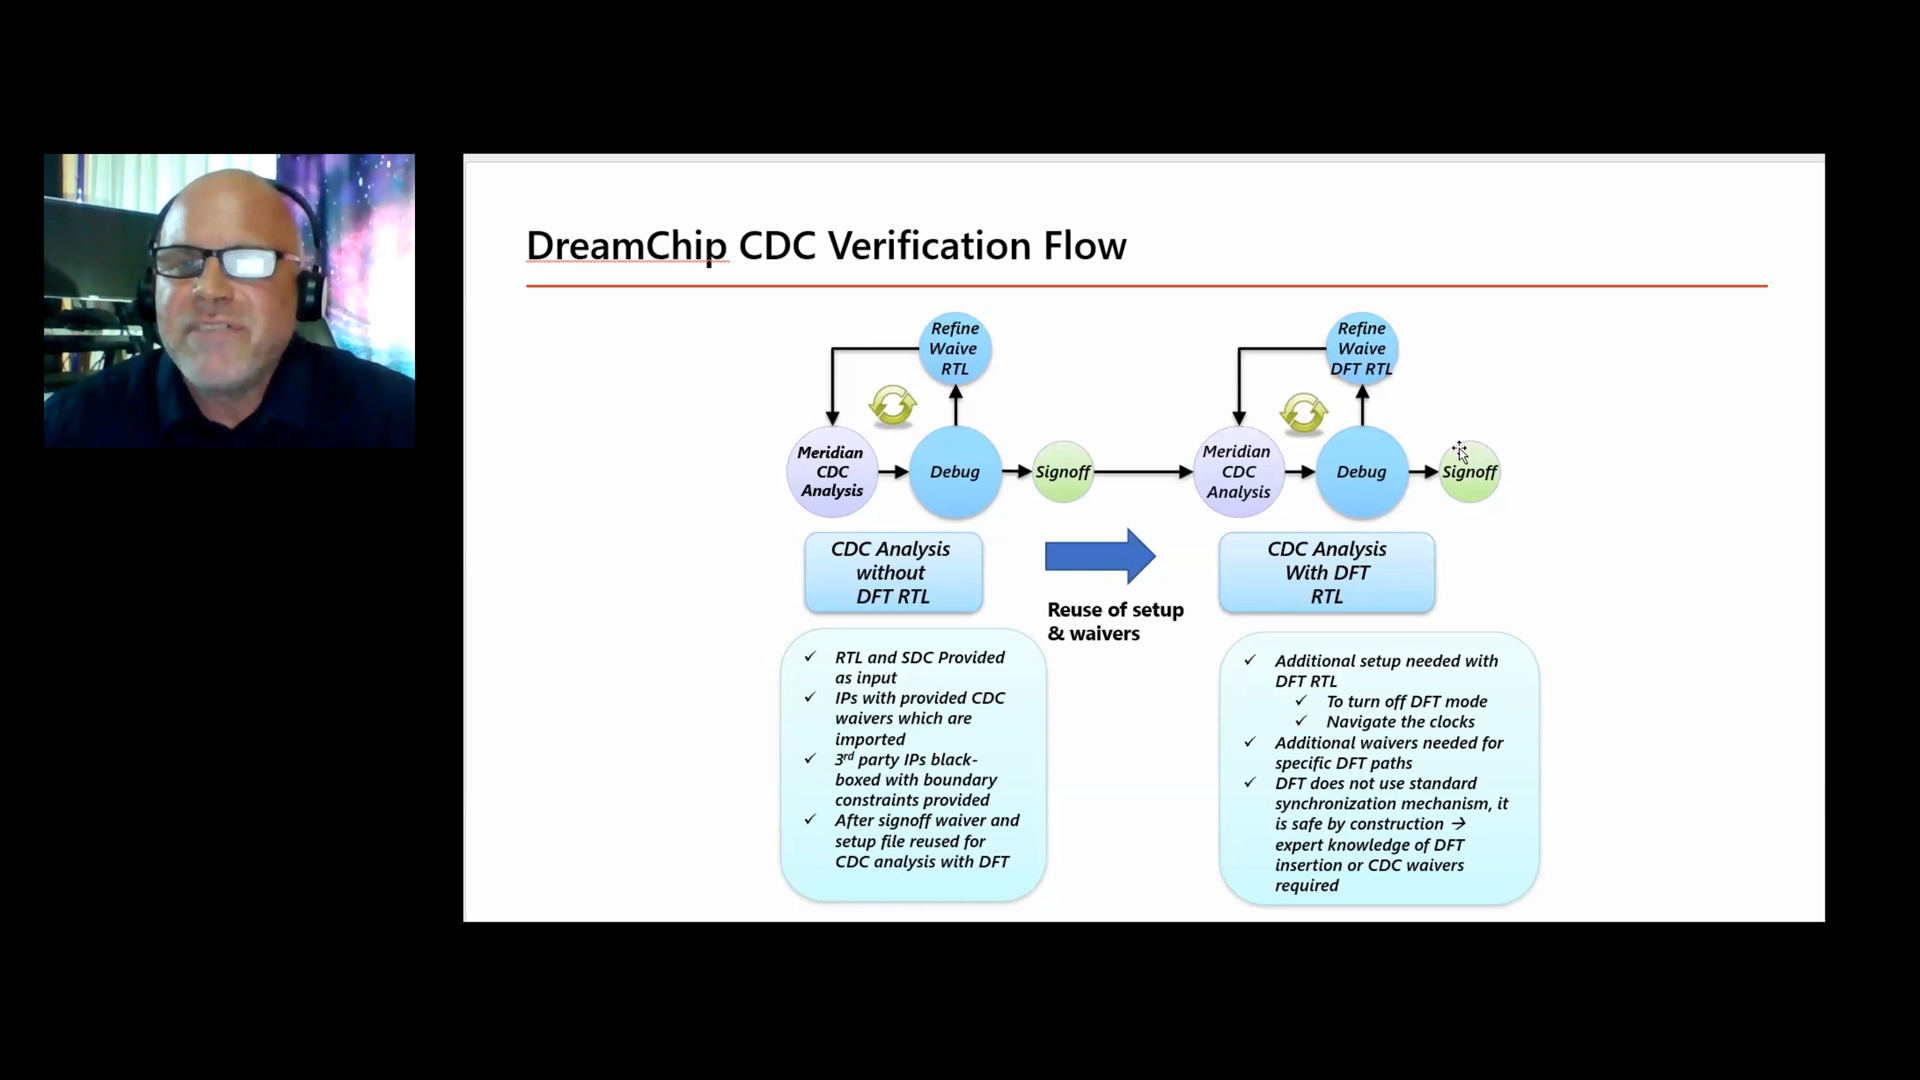 DreamChip CDC Verification Flow
Refine
Waive
RTL
Refine
Waive
DFT RTL
Meridian
CDC
Analysis
Debug
Signoff
Meridian
CDC
Analysis
Debug
Signoff
CDC Analysis
without
DFT RTL
Reuse of setup
& waivers
CDC Analysis
With DFT
RTL
✓ RTL and SDC Provided
as input
✓ IPs with provided CDC
waivers which are
imported
✓ 3rd party IPs black-
boxed with boundary
constraints provided
✓ After signoff waiver and
setup file reused for
CDC analysis with DFT
✓ Additional setup needed with
DFT RTL
✓ To turn off DFT mode
✓ Navigate the clocks
✓ Additional waivers needed for
specific DFT paths
✓ DFT does not use standard
synchronization mechanism, it
is safe by construction →
expert knowledge of DFT
insertion or CDC waivers
required